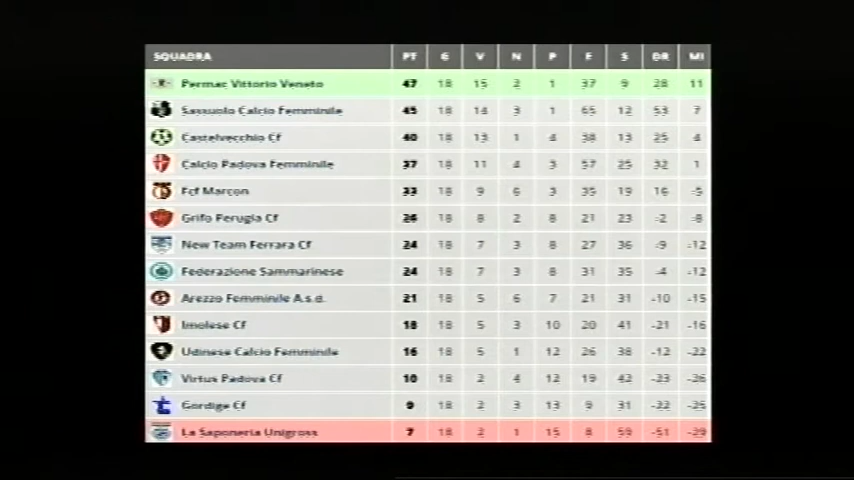 SQUADRA PT G V N P F S DR MI
Permac Vittorio Veneto 47 18 15 2 1 37 9 28 11
Sassuolo Calcio Femminile 45 18 14 3 1 65 12 53 7
Castelvecchio Cf 40 18 13 1 4 38 13 25 4
Calcio Padova Femminile 37 18 11 4 3 57 25 32 1
Fcf Marcon 33 18 9 6 3 35 19 16 -5
Grifo Perugia Cf 26 18 8 2 8 21 23 -2 -8
New Team Ferrara Cf 24 18 7 3 8 27 36 -9 -12
Federazione Sammarinese 24 18 7 3 8 31 35 -4 -12
Arezzo Femminile A.s.d. 21 18 5 6 7 21 31 -10 -15
Imolese Cf 18 18 5 3 10 20 41 -21 -16
Udinese Calcio Femminile 16 18 5 1 12 26 38 -12 -22
Virtus Padova Cf 10 18 2 4 12 19 42 -23 -26
Gordige Cf 9 18 2 3 13 9 31 -22 -25
La Saponeria Unigross 7 18 2 1 15 8 59 -51 -29